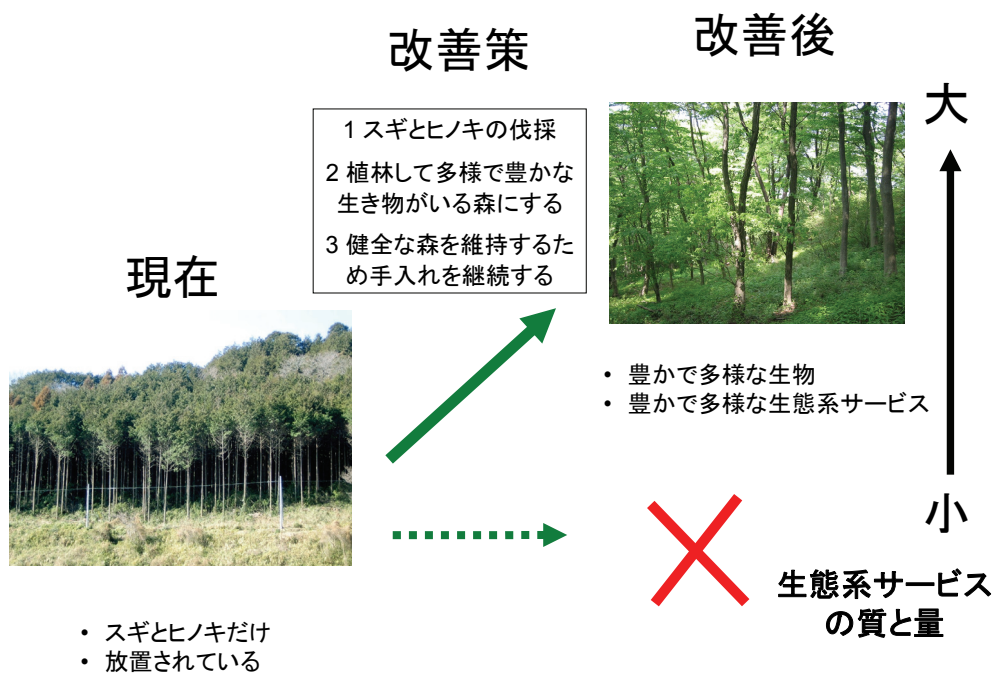 改善策
改善後
大
1 スギとヒノキの伐採
2 植林して多様で豊かな
生き物がいる森にする
3 健全な森を維持するた
め手入れを継続する
現在
• 豊かで多様な生物
• 豊かで多様な生態系サービス
小
生態系サービス
の質と量
• スギとヒノキだけ
• 放置されている